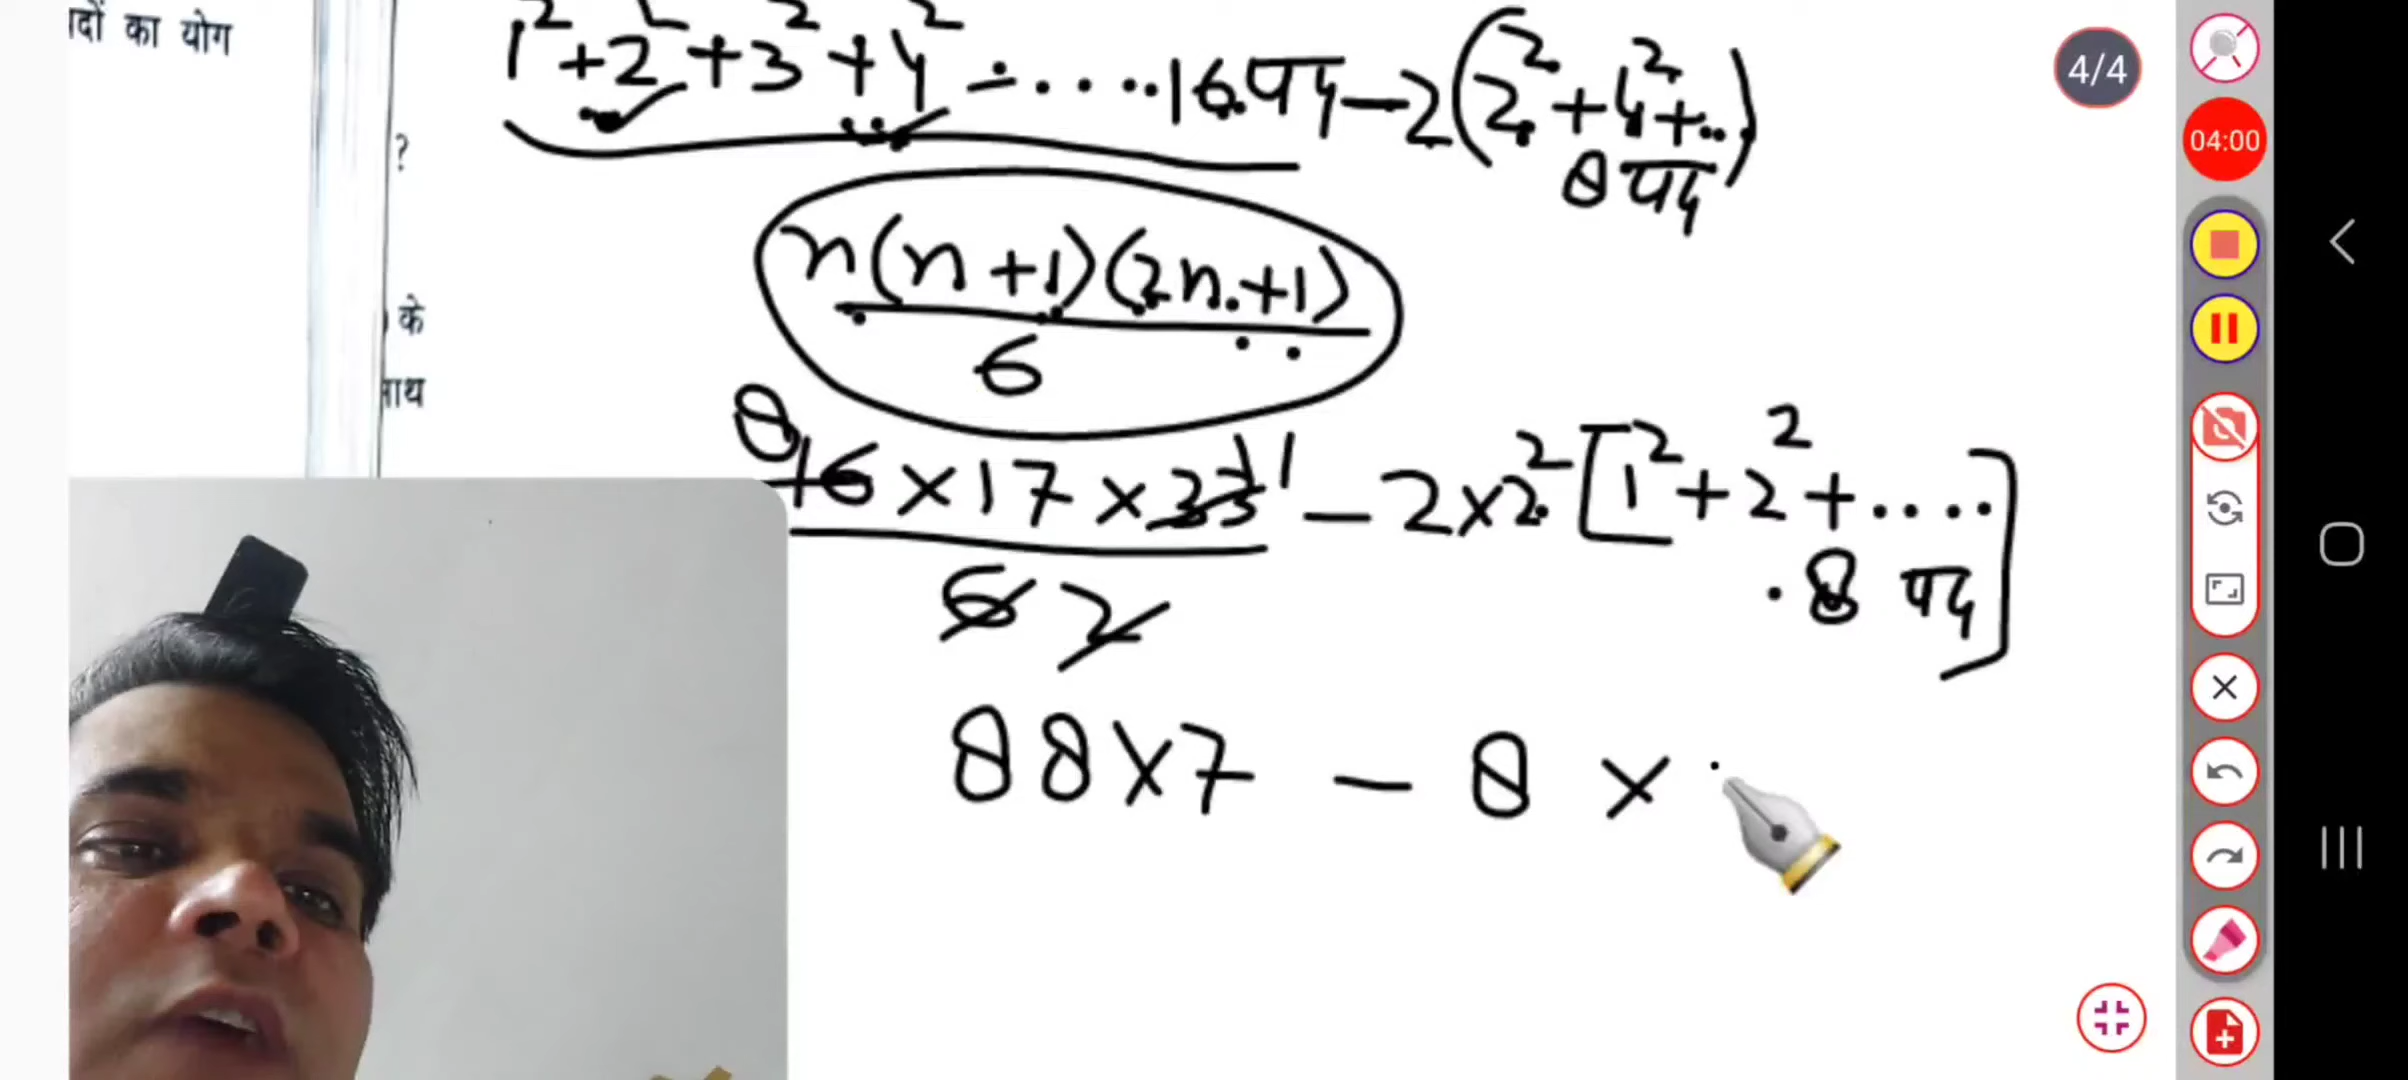 पदों का योग
?
के
साथ
1² + 2² + 3² + 4² - ..... 16 पद - 2(2² + 4² + .. 8 पद)
n(n+1)(2n+1)
6
8 11
16 × 17 × 33 - 2×2² [1² + 2² + .... 8 पद]
6 2
88×7 - 8 ×
4/4
04:00